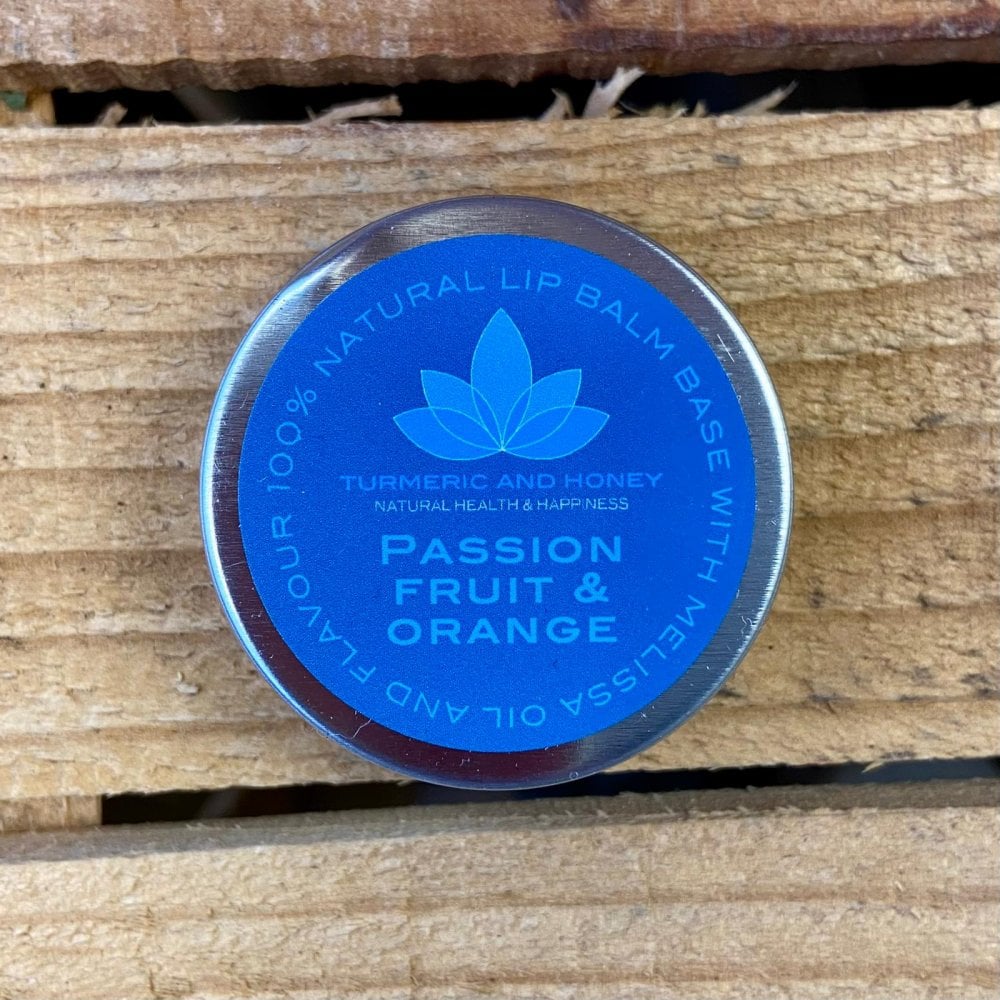 100% NATURAL LIP BALM BASE WITH MELISSA OIL AND FLAVOUR
TURMERIC AND HONEY
NATURAL HEALTH & HAPPINESS
PASSION
FRUIT &
ORANGE